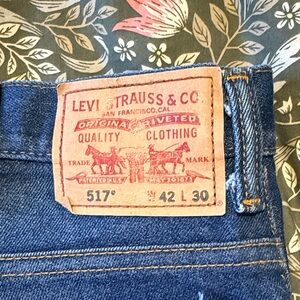 LEVI STRAUSS & CO
SAN FRANCISCO, CAL.
ORIGINAL RIVETED
QUALITY CLOTHING
TRADE MARK
517® W 42 L 30